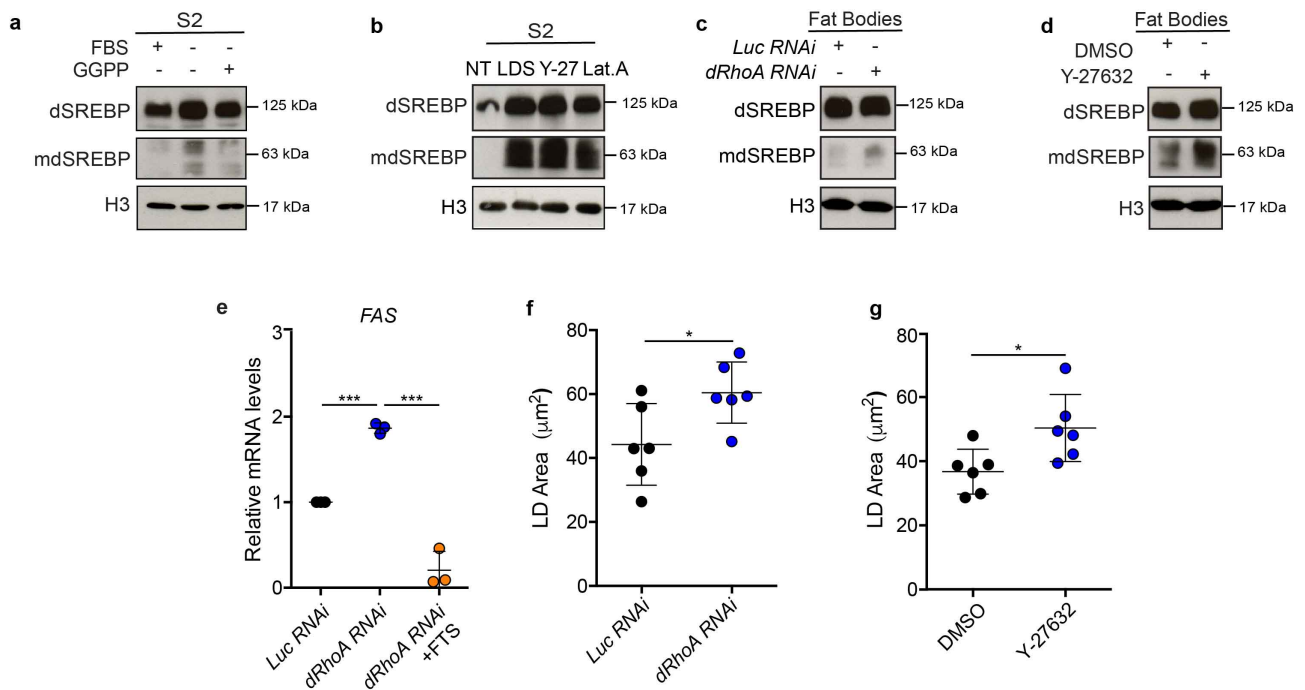 a
S2
FBS + - -
GGPP - - +
dSREBP 125 kDa
mdSREBP 63 kDa
H3 17 kDa
b
S2
NT LDS Y-27 Lat.A
dSREBP 125 kDa
mdSREBP 63 kDa
H3 17 kDa
c
Fat Bodies
Luc RNAi + -
dRhoA RNAi - +
dSREBP 125 kDa
mdSREBP 63 kDa
H3 17 kDa
d
Fat Bodies
DMSO + -
Y-27632 - +
dSREBP 125 kDa
mdSREBP 63 kDa
H3 17 kDa
e
FAS
Relative mRNA levels
3
2
1
0
*** ***
Luc RNAi
dRhoA RNAi
dRhoA RNAi
+FTS
f
LD Area (μm²)
80
60
40
20
0
*
Luc RNAi
dRhoA RNAi
g
LD Area (μm²)
80
60
40
20
0
*
DMSO
Y-27632